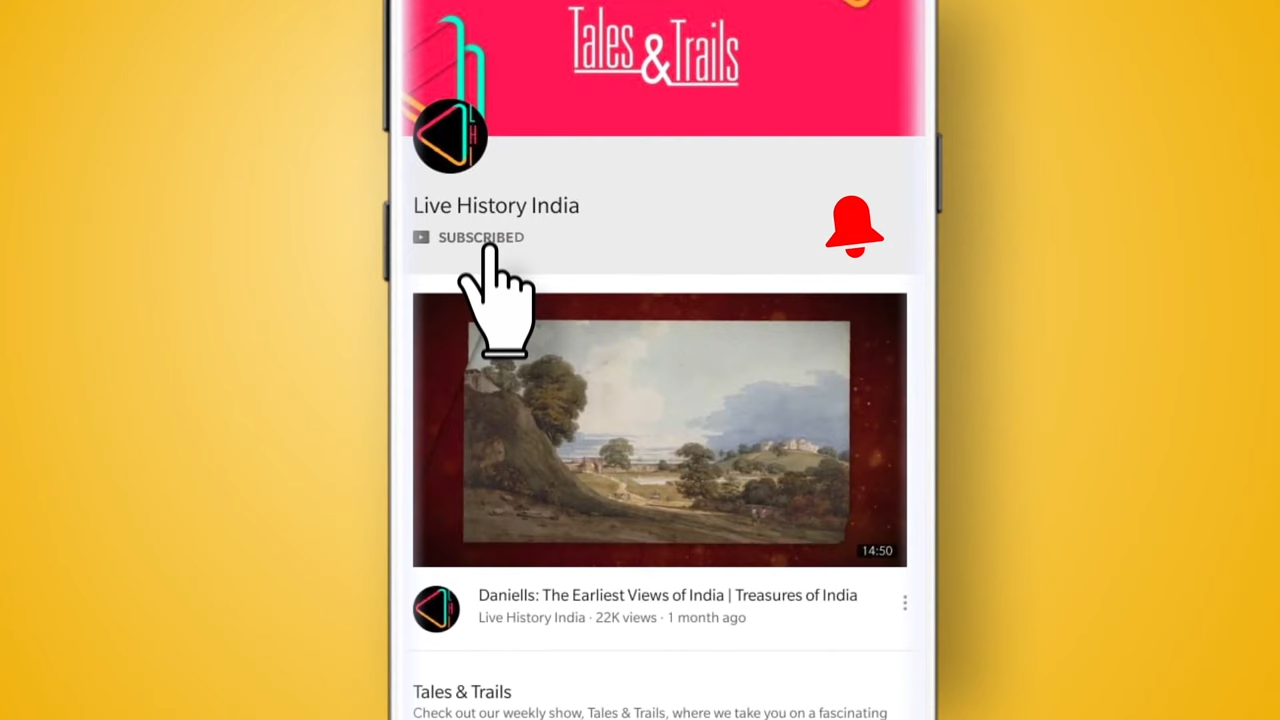 Tales & Trails
LHI
Live History India
SUBSCRIBED
14:50
Daniells: The Earliest Views of India | Treasures of India
LHI
Live History India · 22K views · 1 month ago
Tales & Trails
Check out our weekly show, Tales & Trails, where we take you on a fascinating